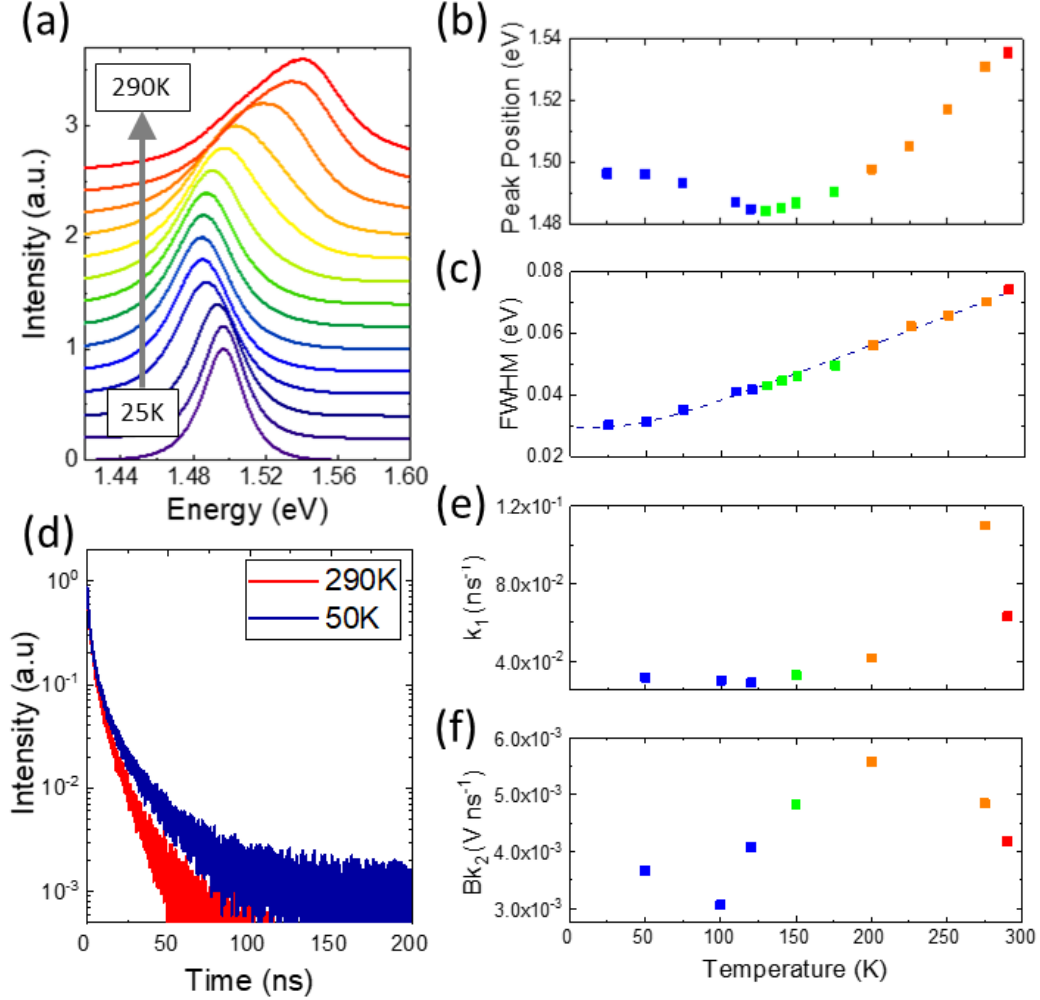 (a)
290K
25K
Intensity (a.u.)
3
2
1
0
1.44 1.48 1.52 1.56 1.60
Energy (eV)
(b)
Peak Position (eV)
1.54
1.52
1.50
1.48
(c)
FWHM (eV)
0.08
0.06
0.04
0.02
(d)
Intensity (a.u)
10⁰
10⁻¹
10⁻²
10⁻³
290K
50K
0 50 100 150 200
Time (ns)
(e)
k₁ (ns⁻¹)
1.2x10⁻¹
8.0x10⁻²
4.0x10⁻²
(f)
Bk₂(V ns⁻¹)
6.0x10⁻³
5.0x10⁻³
4.0x10⁻³
3.0x10⁻³
0 50 100 150 200 250 300
Temperature (K)